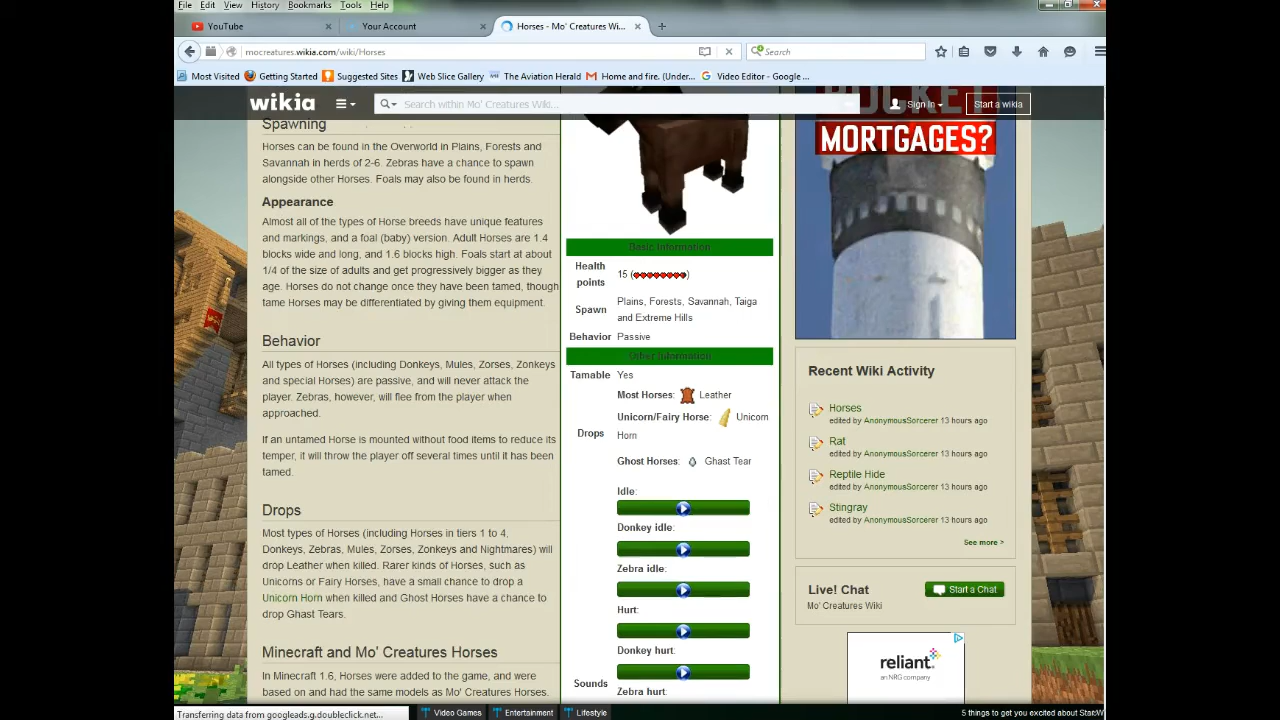 File Edit View History Bookmarks Tools Help
YouTube Your Account Horses - Mo' Creatures Wi...
mocreatures.wikia.com/wiki/Horses Search
Most Visited Getting Started Suggested Sites Web Slice Gallery The Aviation Herald Home and fire. (Under... Video Editor - Google ...
wikia Search within Mo' Creatures Wiki... Sign In Start a wikia
Spawning
Horses can be found in the Overworld in Plains, Forests and
Savannah in herds of 2-6. Zebras have a chance to spawn
alongside other Horses. Foals may also be found in herds.
Appearance
Almost all of the types of Horse breeds have unique features
and markings, and a foal (baby) version. Adult Horses are 1.4
blocks wide and long, and 1.6 blocks high. Foals start at about
1/4 of the size of adults and get progressively bigger as they
age. Horses do not change once they have been tamed, though
tame Horses may be differentiated by giving them equipment.
Behavior
All types of Horses (including Donkeys, Mules, Zorses, Zonkeys
and special Horses) are passive, and will never attack the
player. Zebras, however, will flee from the player when
approached.
If an untamed Horse is mounted without food items to reduce its
temper, it will throw the player off several times until it has been
tamed.
Drops
Most types of Horses (including Horses in tiers 1 to 4,
Donkeys, Zebras, Mules, Zorses, Zonkeys and Nightmares) will
drop Leather when killed. Rarer kinds of Horses, such as
Unicorns or Fairy Horses, have a small chance to drop a
Unicorn Horn when killed and Ghost Horses have a chance to
drop Ghast Tears.
Minecraft and Mo' Creatures Horses
In Minecraft 1.6, Horses were added to the game, and were
based on and had the same models as Mo' Creatures Horses.
Basic Information
Health points 15 ( )
Spawn Plains, Forests, Savannah, Taiga
and Extreme Hills
Behavior Passive
Other Information
Tamable Yes
Drops
Most Horses: Leather
Unicorn/Fairy Horse: Unicorn
Horn
Ghost Horses: Ghast Tear
Sounds
Idle:
Donkey idle:
Zebra idle:
Hurt:
Donkey hurt:
Zebra hurt:
ROCKET
MORTGAGES?
Recent Wiki Activity
Horses
edited by AnonymousSorcerer 13 hours ago
Rat
edited by AnonymousSorcerer 13 hours ago
Reptile Hide
edited by AnonymousSorcerer 13 hours ago
Stingray
edited by AnonymousSorcerer 13 hours ago
See more >
Live! Chat Start a Chat
Mo' Creatures Wiki
reliant
an NRG company
Transferring data from googleads.g.doubleclick.net... Video Games Entertainment Lifestyle 5 things to get you excited about Star W